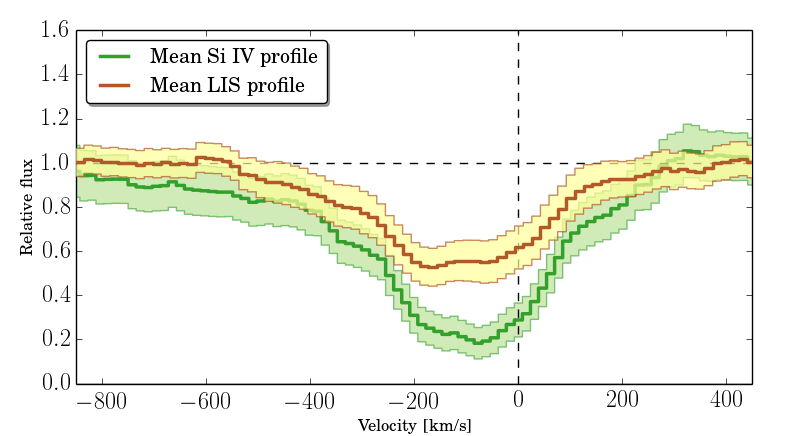 1.6
1.4
1.2
1.0
0.8
0.6
0.4
0.2
0.0
Relative flux
Mean Si IV profile
Mean LIS profile
−800 −600 −400 −200 0 200 400
Velocity [km/s]